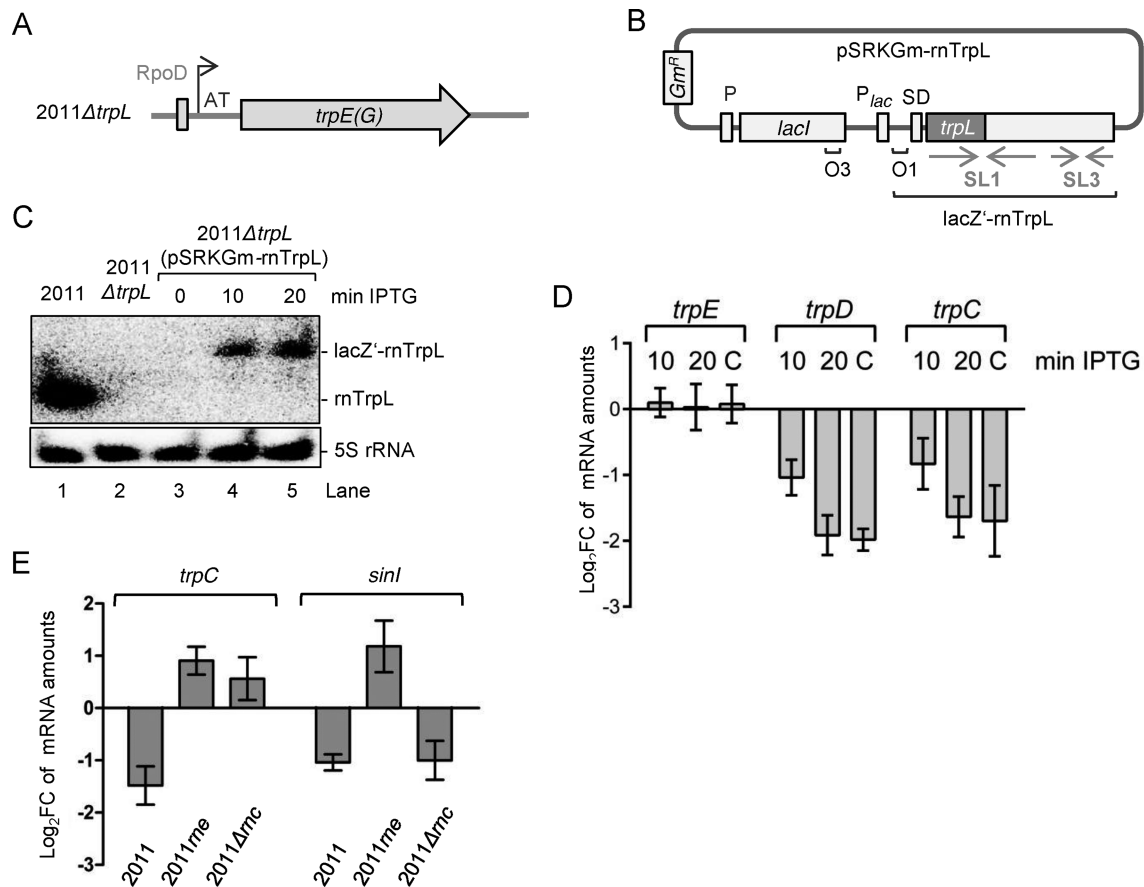 A
RpoD
AT
2011ΔtrpL
trpE(G)
B
pSRKGm-rnTrpL
Gm^R
P
P_lac
SD
lacI
trpL
O3
O1
SL1
SL3
lacZ‘-rnTrpL
C
2011ΔtrpL
(pSRKGm-rnTrpL)
2011
2011
ΔtrpL
0
10
20
min IPTG
lacZ‘-rnTrpL
rnTrpL
5S rRNA
1
2
3
4
5
Lane
D
trpE
trpD
trpC
10 20 C
10 20 C
10 20 C
min IPTG
Log₂FC of mRNA amounts
1
0
-1
-2
-3
E
trpC
sinI
Log₂FC of mRNA amounts
2
1
0
-1
-2
-3
2011
2011rne
2011Δrnc
2011
2011rne
2011Δrnc